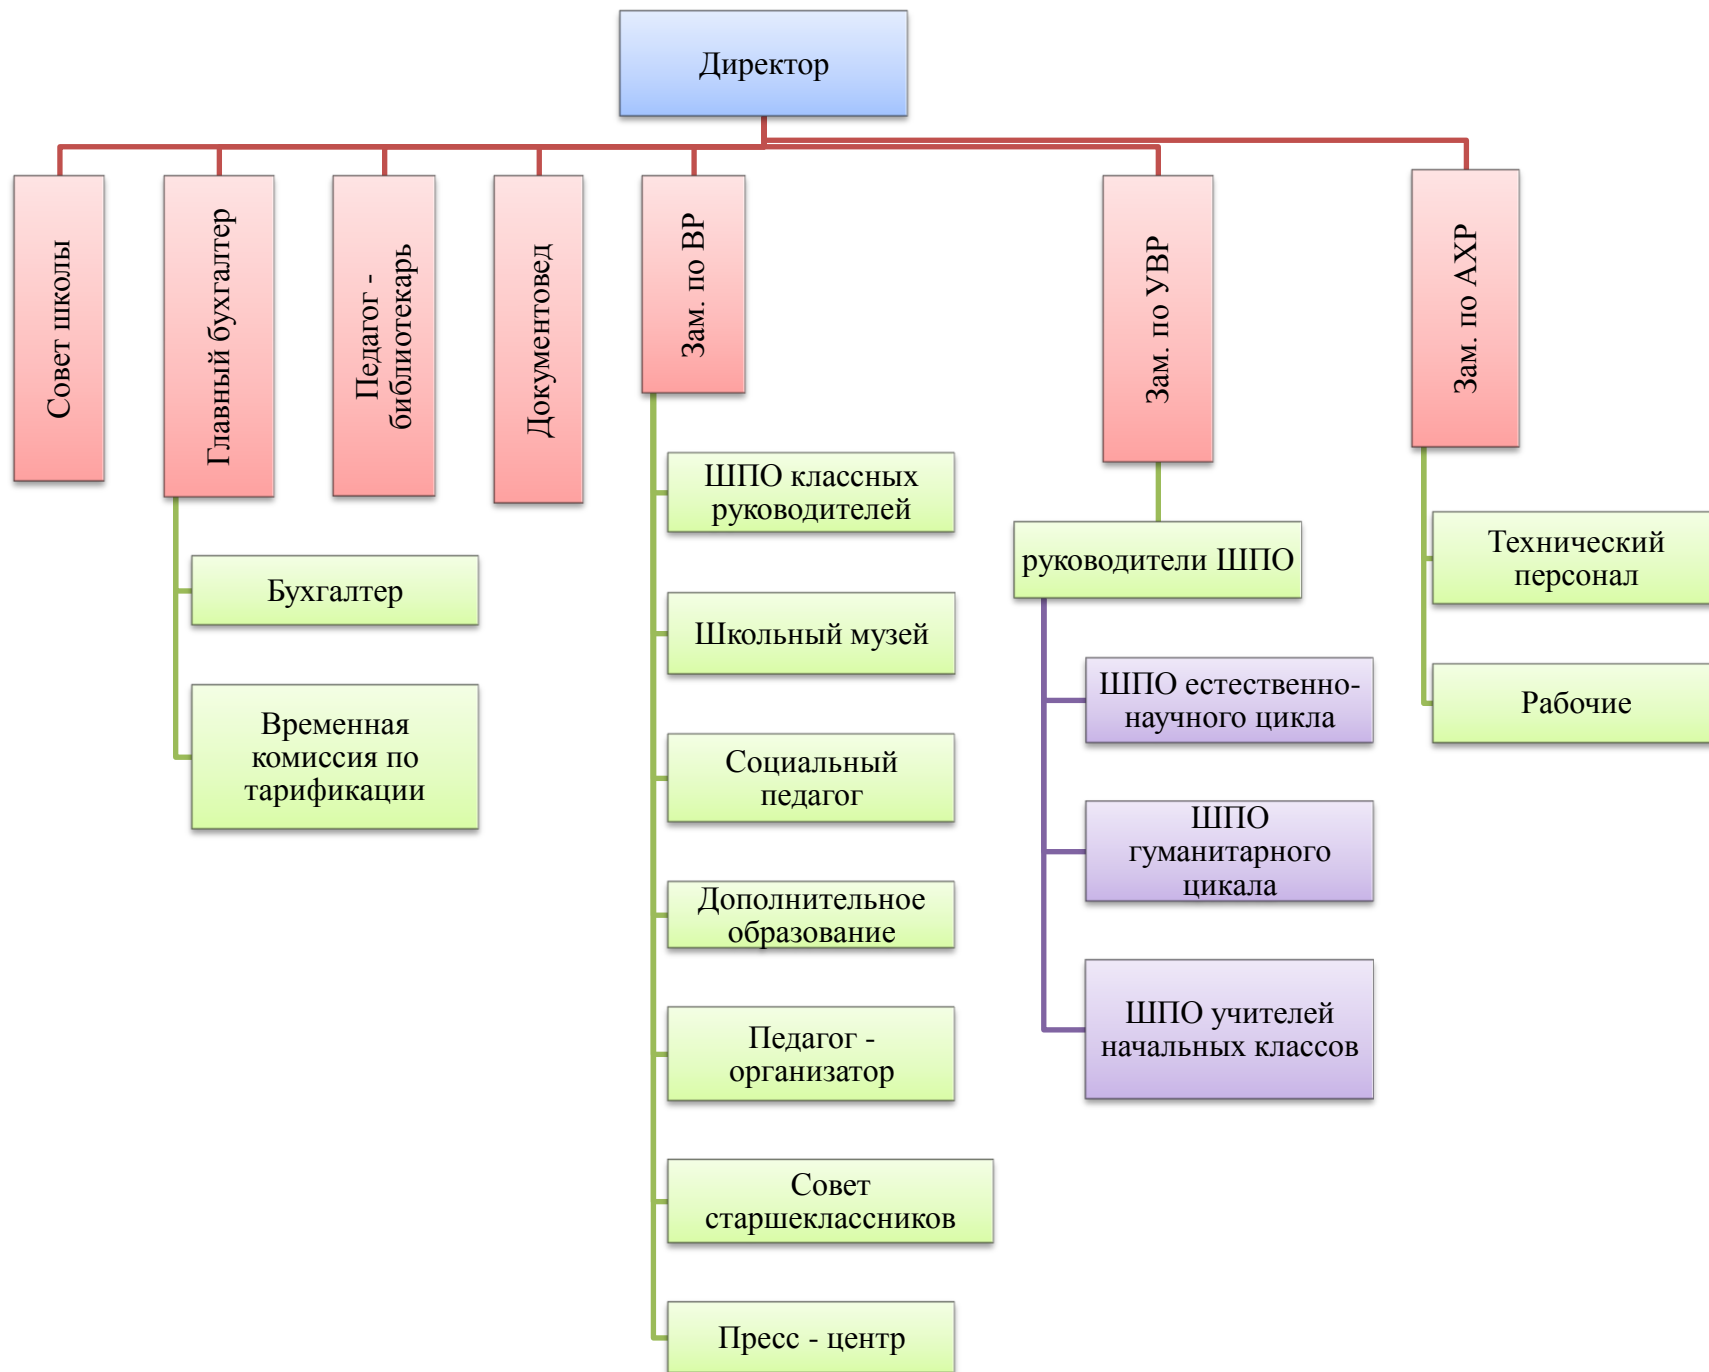 Директор
Совет школы
Главный бухгалтер
Педагог -
библиотекарь
Документовед
Зам. по ВР
Зам. по УВР
Зам. по АХР
Бухгалтер
Временная
комиссия по
тарификации
ШПО классных
руководителей
Школьный музей
Социальный
педагог
Дополнительное
образование
Педагог -
организатор
Совет
старшеклассников
Пресс - центр
руководители ШПО
ШПО естественно-
научного цикла
ШПО
гуманитарного
цикала
ШПО учителей
начальных классов
Технический
персонал
Рабочие